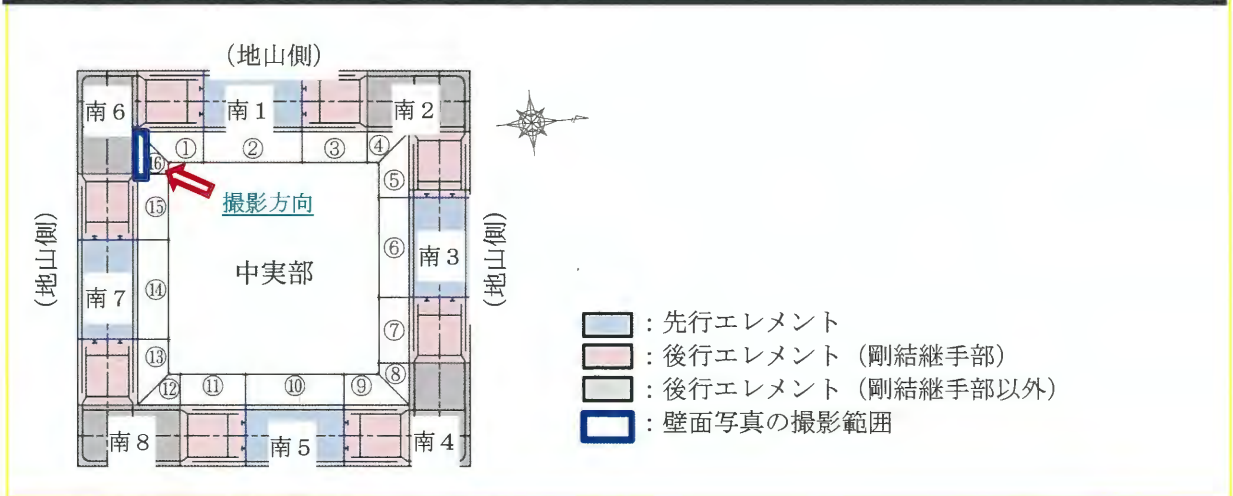 (地山側)
南6
南1
南2
①
②
③
④
⑯
⑤
撮影方向
⑮
(地山側)
⑥
南3
(地山側)
中実部
南7
⑭
⑦
⑬
⑫
⑪
⑩
⑨
⑧
南8
南5
南4
:先行エレメント
:後行エレメント(剛結継手部)
:後行エレメント(剛結継手部以外)
:壁面写真の撮影範囲